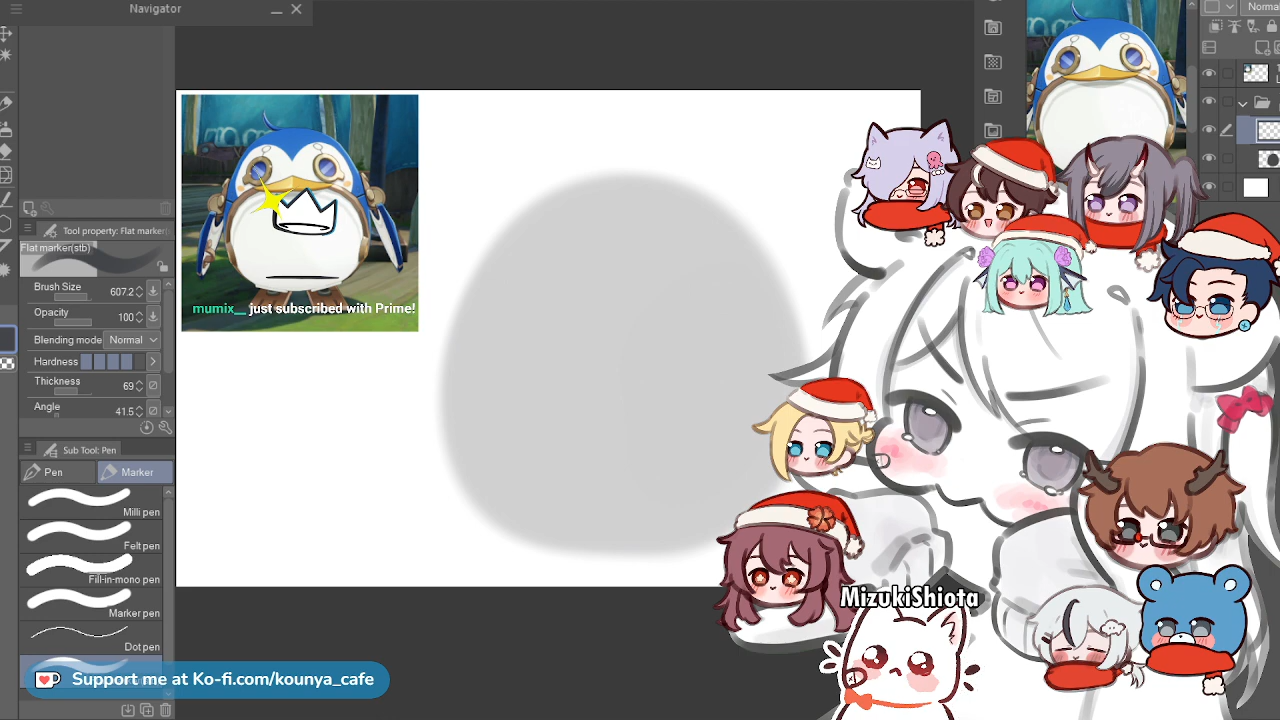 Navigator
Norma
Tool property: Flat marker
Flat marker(stb)
Brush Size 607.2
Opacity 100
Blending mode Normal
Hardness
Thickness 69
Angle 41.5
Sub Tool: Pen
Pen Marker
Milli pen
Felt pen
Fill-in-mono pen
Marker pen
Dot pen
mumix__ just subscribed with Prime!
MizukiShiota
Support me at Ko-fi.com/kounya_cafe